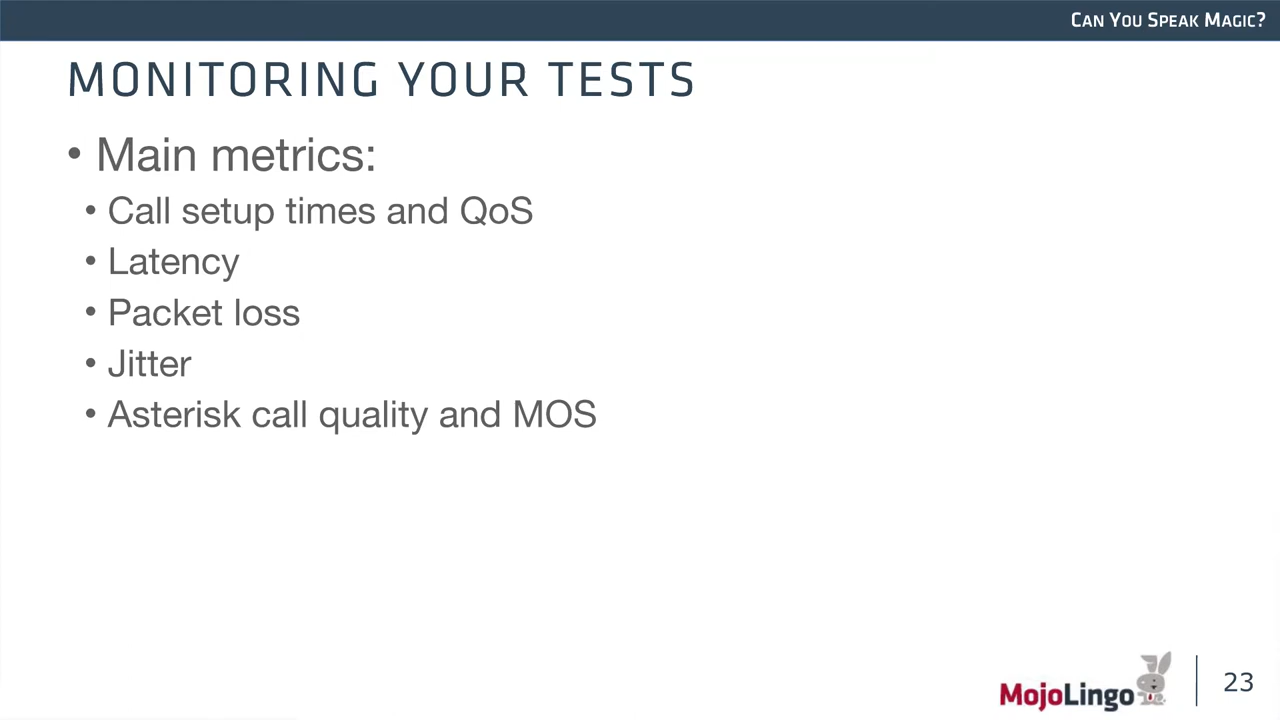 Can You Speak Magic?
MONITORING YOUR TESTS
• Main metrics:
• Call setup times and QoS
• Latency
• Packet loss
• Jitter
• Asterisk call quality and MOS
MojoLingo
23